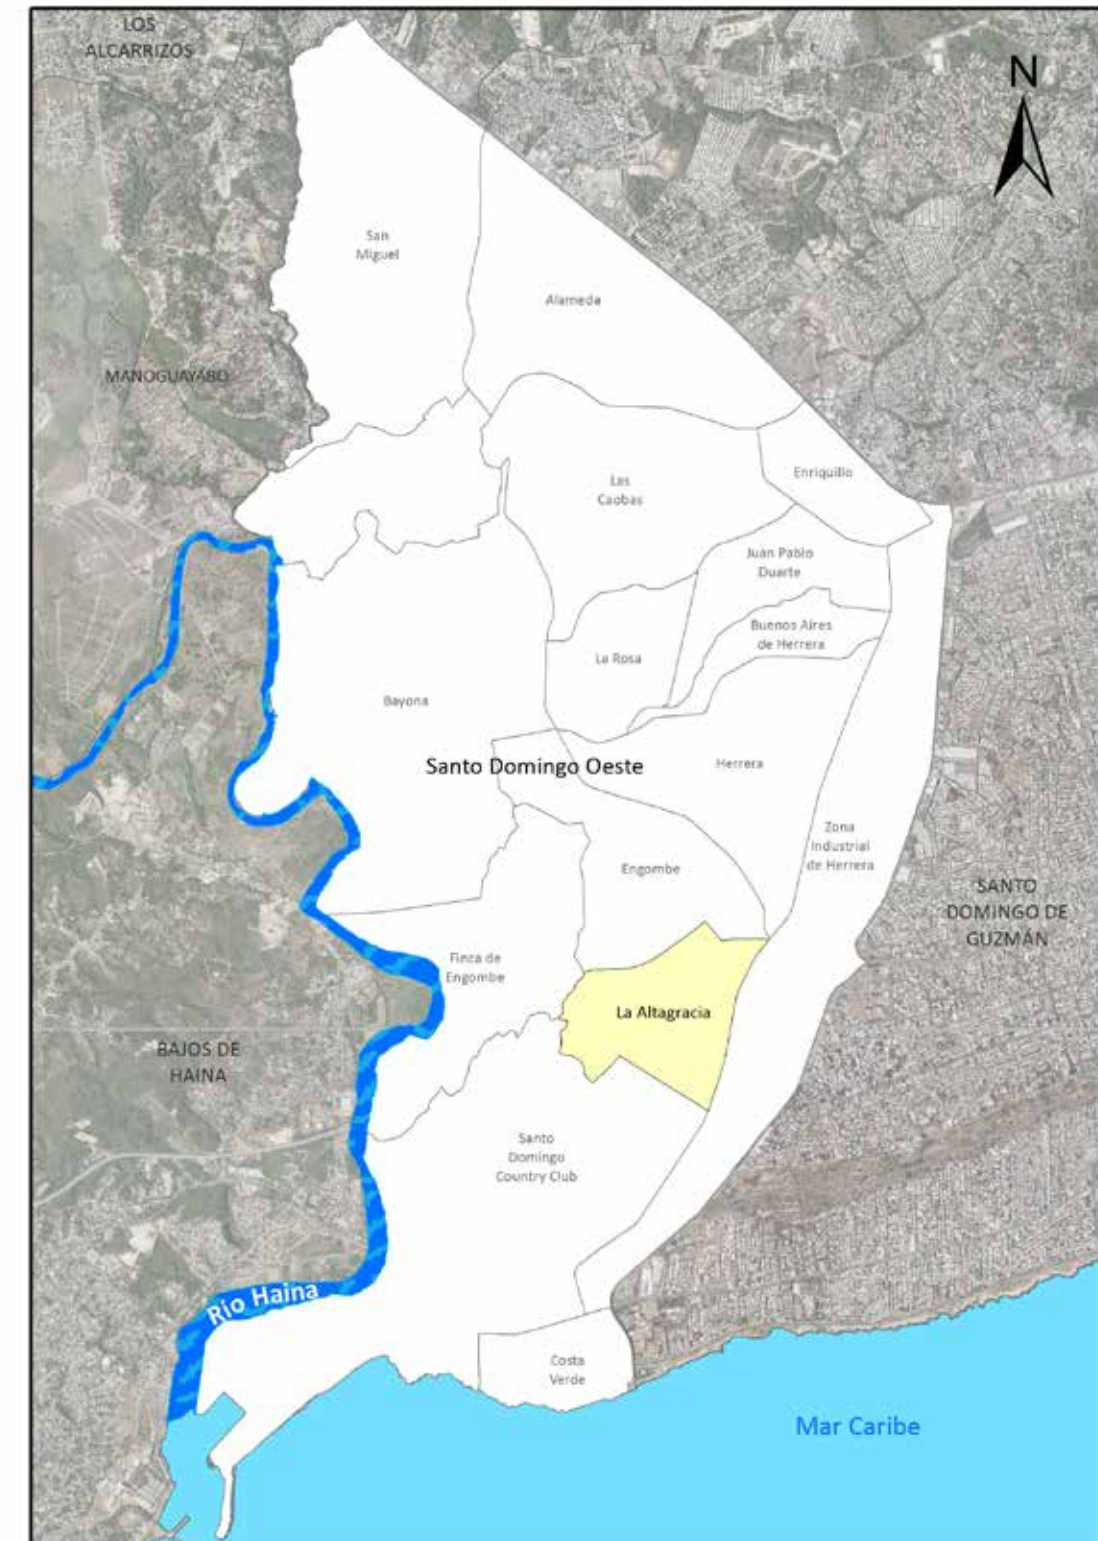 LOS
ALCARRIZOS
N
San
Miguel
Alameda
MANOGUAYABO
Las
Caobas
Enriquillo
Juan Pablo
Duarte
Buenos Aires
de Herrera
La Rosa
Bayona
Santo Domingo Oeste
Herrera
Zona
Industrial
de Herrera
Engombe
SANTO
DOMINGO DE
GUZMÁN
Finca de
Engombe
La Altagracia
BAJOS DE
HAINA
Santo
Domingo
Country Club
Rio Haina
Costa
Verde
Mar Caribe